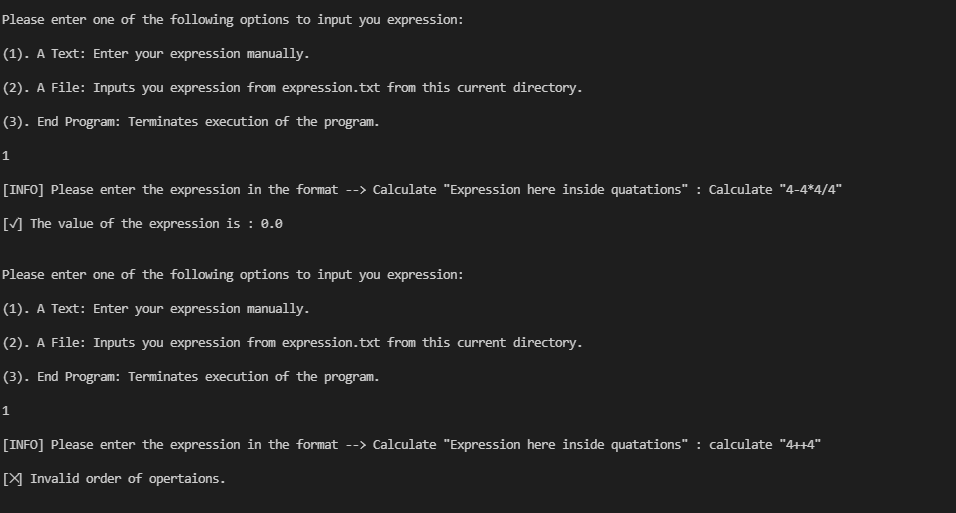 Please enter one of the following options to input you expression:
(1). A Text: Enter your expression manually.
(2). A File: Inputs you expression from expression.txt from this current directory.
(3). End Program: Terminates execution of the program.
1
[INFO] Please enter the expression in the format --> Calculate "Expression here inside quatations" : Calculate "4-4*4/4"
[✓] The value of the expression is : 0.0
Please enter one of the following options to input you expression:
(1). A Text: Enter your expression manually.
(2). A File: Inputs you expression from expression.txt from this current directory.
(3). End Program: Terminates execution of the program.
1
[INFO] Please enter the expression in the format --> Calculate "Expression here inside quatations" : calculate "4++4"
[╳] Invalid order of opertaions.